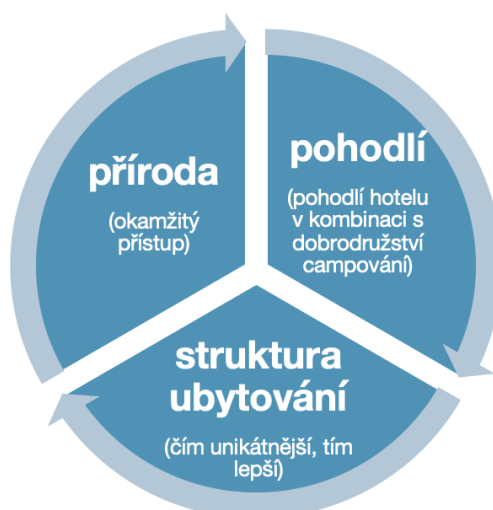 příroda
(okamžitý
přístup)
pohodlí
(pohodlí hotelu
v kombinaci s
dobrodružství
campování)
struktura
ubytování
(čím unikátnější, tím
lepší)